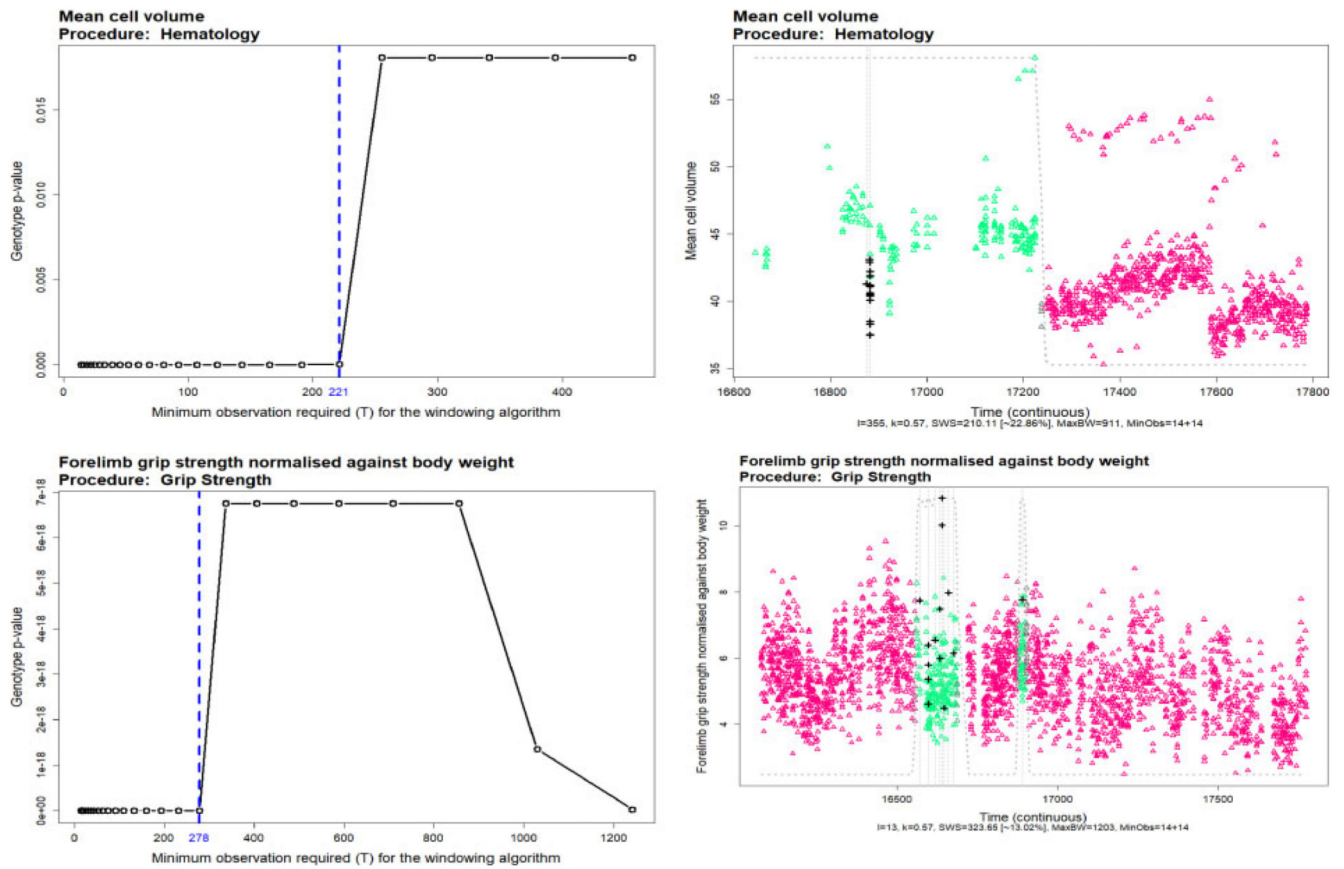 Mean cell volume
Procedure: Hematology
Genotype p-value
0.000 0.005 0.010 0.015
0 100 200 221 300 400
Minimum observation required (T) for the windowing algorithm
Mean cell volume
Procedure: Hematology
Mean cell volume
35 40 45 50 55
16600 16800 17000 17200 17400 17600 17800
Time (continuous)
l=355, k=0.57, SWS=210.11 [~22.86%], MaxBW=911, MinObs=14+14
Forelimb grip strength normalised against body weight
Procedure: Grip Strength
Genotype p-value
0e+00 1e-18 2e-18 3e-18 4e-18 5e-18 6e-18 7e-18
0 200 278 400 600 800 1000 1200
Minimum observation required (T) for the windowing algorithm
Forelimb grip strength normalised against body weight
Procedure: Grip Strength
Forelimb grip strength normalised against body weight
4 6 8 10
16500 17000 17500
Time (continuous)
l=13, k=0.57, SWS=323.65 [~13.02%], MaxBW=1203, MinObs=14+14